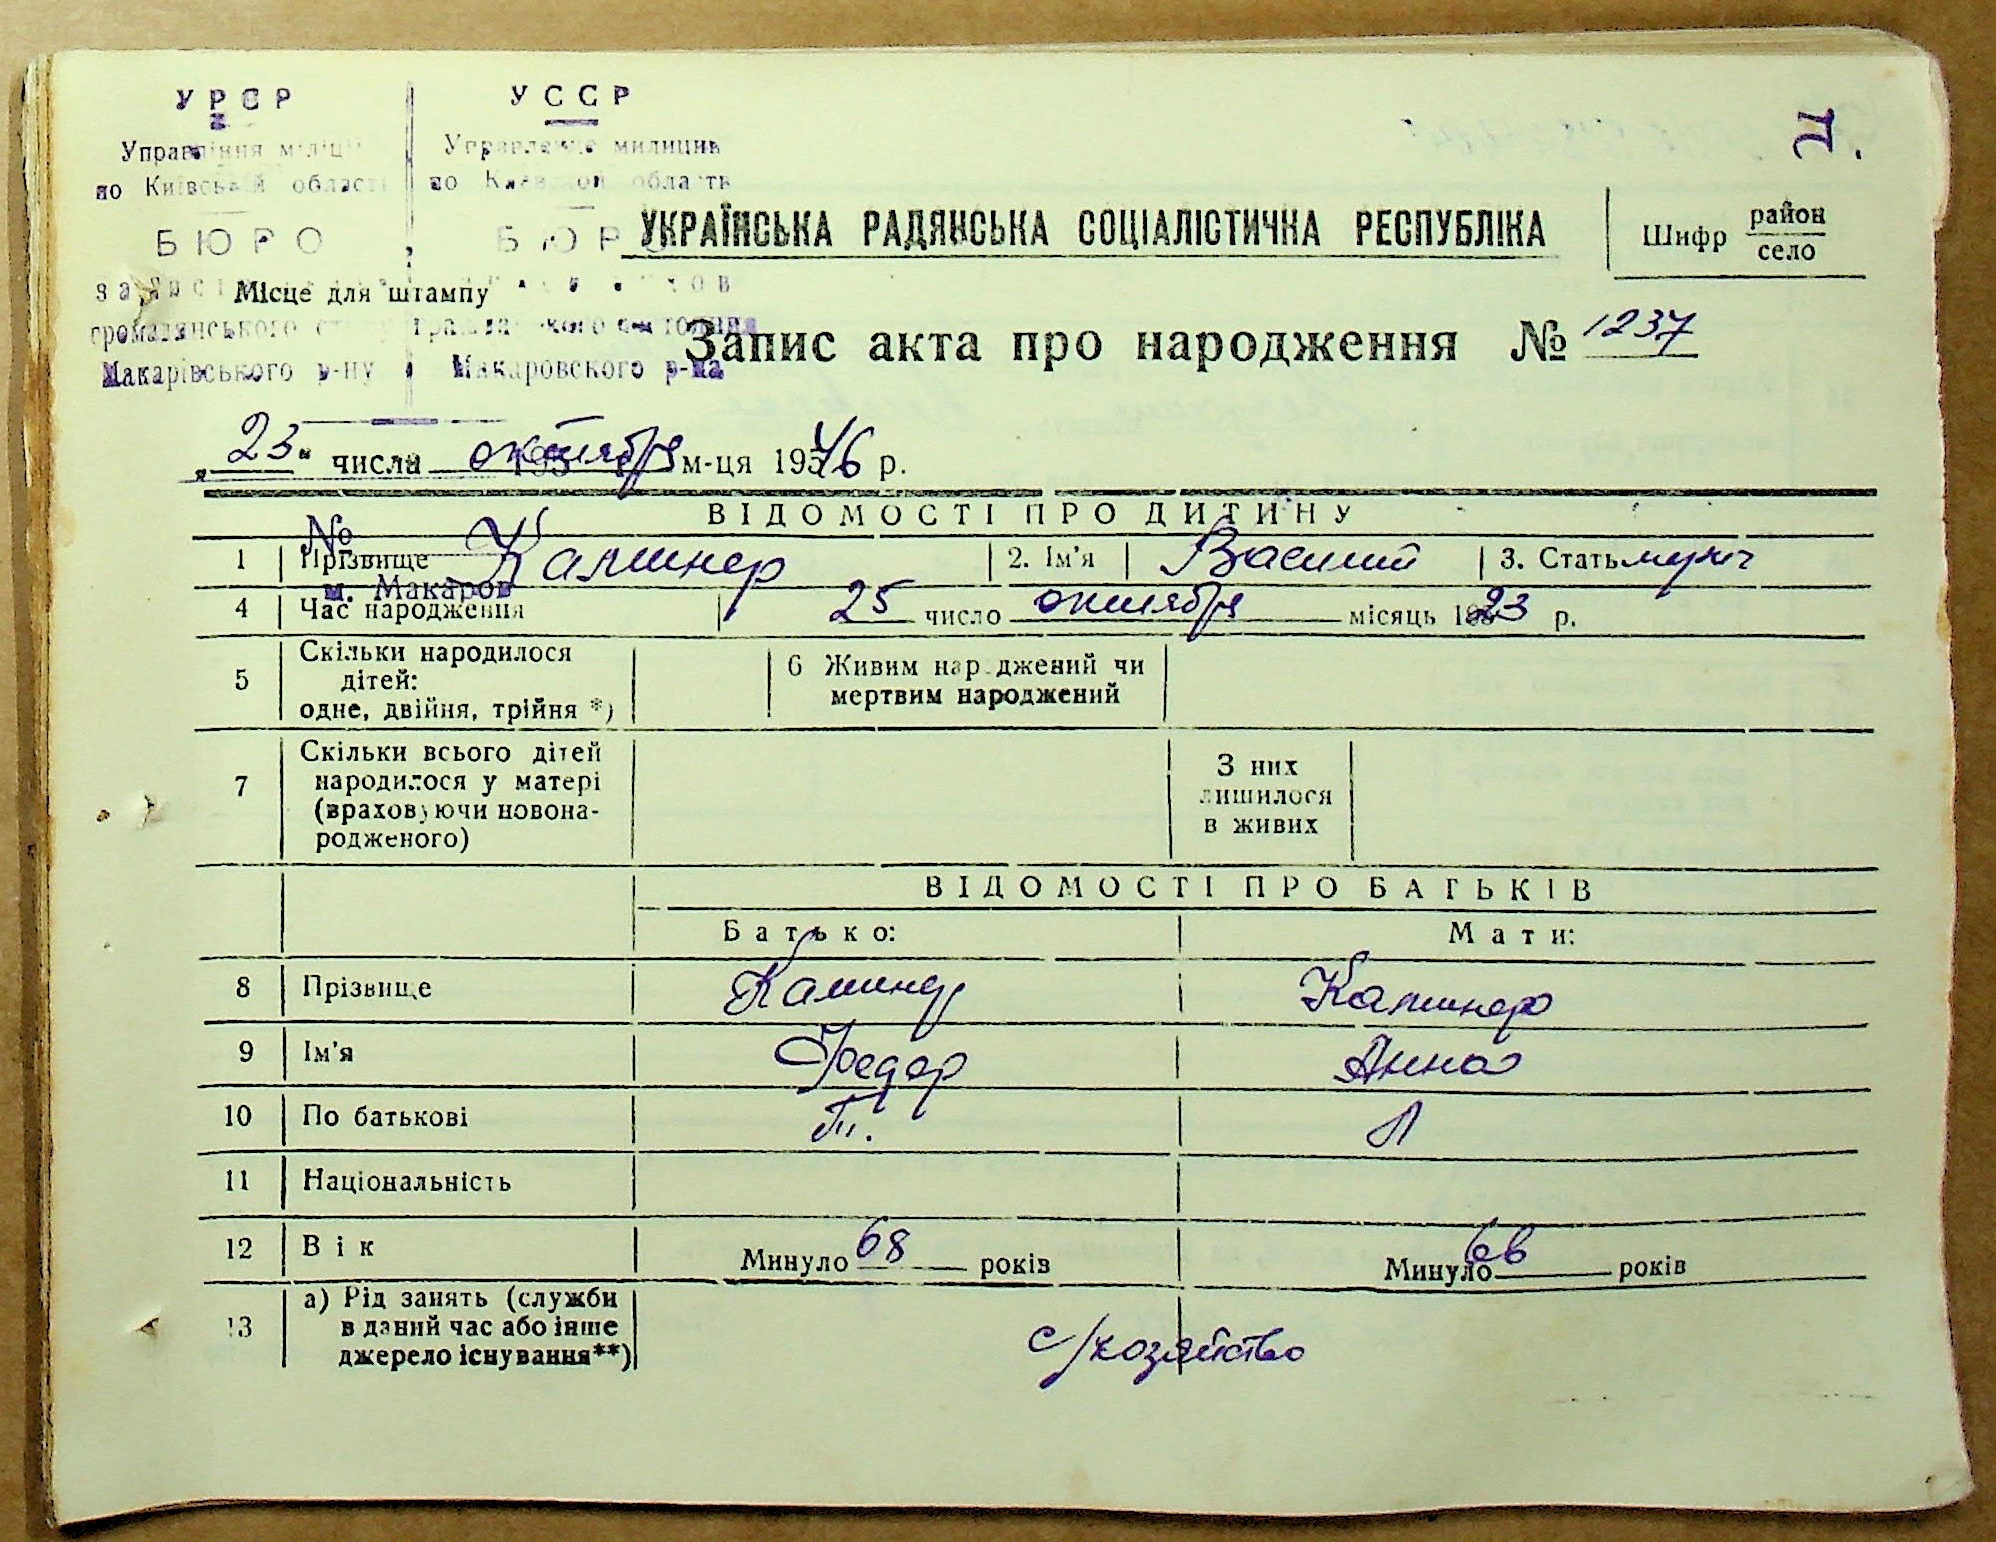 УРСР
Управління міліції
по Київській області
БЮРО
громадянського
Макарівського р-ну
УССР
Управление милиции
по Киевской области
БЮРО
Макаровского р-на
Місце для штампу
№
м. Макаров
УКРАЇНСЬКА РАДЯНСЬКА СОЦІАЛІСТИЧКА РЕСПУБЛІКА
Шифр район
село
Запис акта про народження № 1237
„23“ числа октября м-ця 1946 р.
ВІДОМОСТІ ПРО ДИТИНУ
1 Прізвище Калинер 2. Ім'я Василий 3. Стать муж
4 Час народження 25 число октября місяць 1923 р.
5 Скільки народилося
дітей:
одне, двійня, трійня *)
6 Живим народжений чи
мертвим народжений
7 Скільки всього дітей
народилося у матері
(враховуючи новона-
родженого)
З них
лишилося
в живих
ВІДОМОСТІ ПРО БАТЬКІВ
Батько: Мати:
8 Прізвище Калинер Калинер
9 Ім'я Федор Анна
10 По батькові Т. Л
11 Національність
12 Вік Минуло 68 років Минуло 66 років
13 а) Рід занять (служби
в даний час або інше
джерело існування**)
с/хозяйство